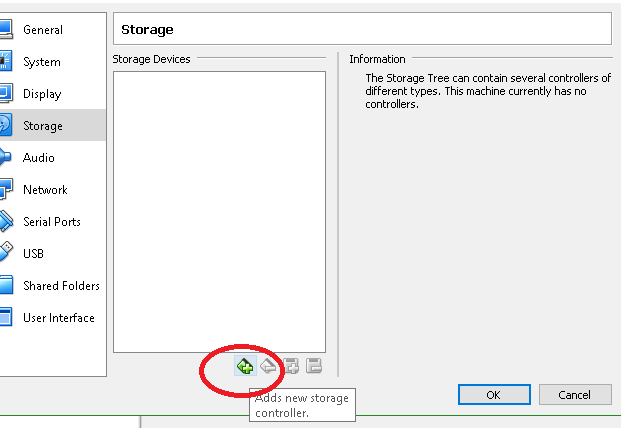 General
System
Display
Storage
Audio
Network
Serial Ports
USB
Shared Folders
User Interface
Storage
Storage Devices
Information
The Storage Tree can contain several controllers of
different types. This machine currently has no
controllers.
Adds new storage
controller.
OK
Cancel